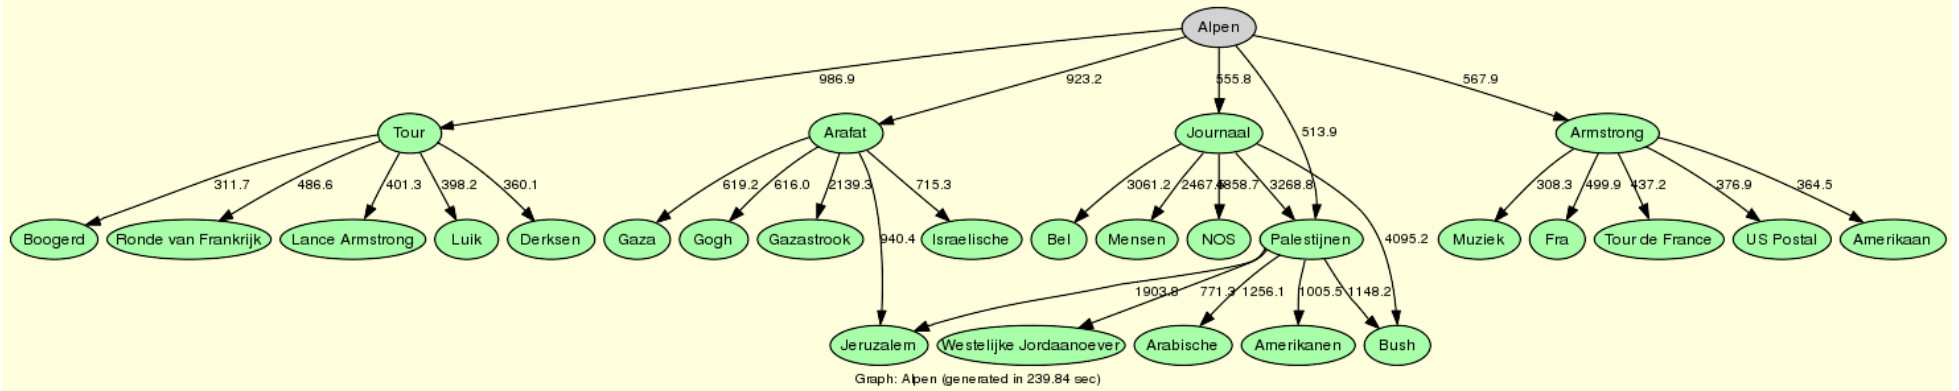 Alpen
986.9 923.2 555.8 567.9
Tour Arafat Journaal 513.9 Armstrong
311.7 486.6 401.3 398.2 360.1 619.2 616.0 2139.3 715.3 3061.2 3268.8 308.3 499.9 437.2 376.9 364.5
Boogerd Ronde van Frankrijk Lance Armstrong Luik Derksen Gaza Gogh Gazastrook 940.4 Israelische Bel Mensen NOS Palestijnen 4095.2 Muziek Fra Tour de France US Postal Amerikaan
1903.8 771.3 1256.1 1005.5 1148.2
Jeruzalem Westelijke Jordaanoever Arabische Amerikanen Bush
Graph: Alpen (generated in 239.84 sec)